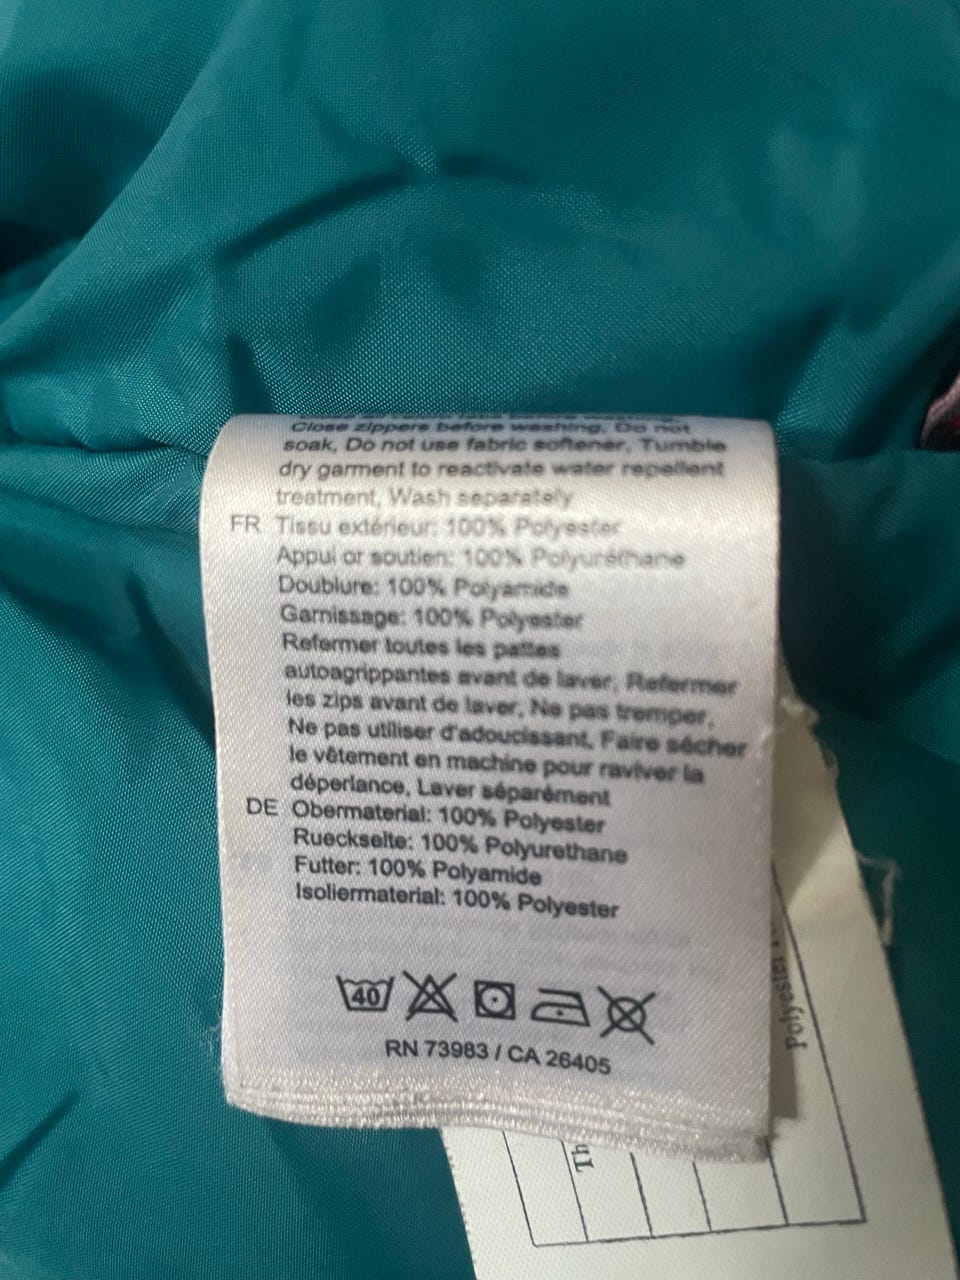 Close zippers before washing, Do not
soak, Do not use fabric softener, Tumble
dry garment to reactivate water repellent
treatment, Wash separately
FR Tissu extérieur: 100% Polyester
Appui or soutien: 100% Polyuréthane
Doublure: 100% Polyamide
Garnissage: 100% Polyester
Refermer toutes les pattes
autoagrippantes avant de laver, Refermer
les zips avant de laver, Ne pas tremper,
Ne pas utiliser d'adoucissant, Faire sécher
le vêtement en machine pour raviver la
déperlance, Laver séparément
DE Obermaterial: 100% Polyester
Rueckseite: 100% Polyurethane
Futter: 100% Polyamide
Isoliermaterial: 100% Polyester
40
RN 73983 / CA 26405
Polyester
Th